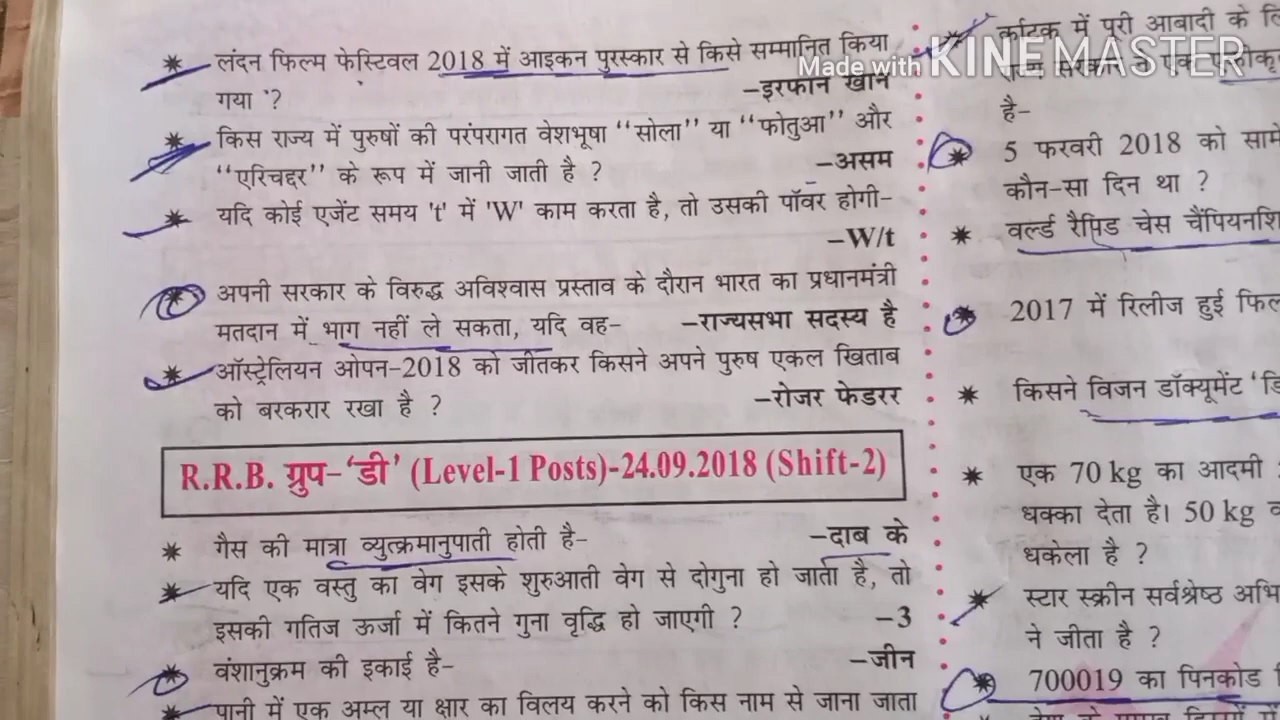 लंदन फिल्म फेस्टिवल 2018 में आइकन पुरस्कार से किसे सम्मानित किया
गया ? –इरफान खान
* किस राज्य में पुरुषों की परंपरागत वेशभूषा "सोला" या "फोतुआ" और
"एरिचद्दर" के रूप में जानी जाती है ? –असम
* यदि कोई एजेंट समय 't' में 'W' काम करता है, तो उसकी पॉवर होगी–
–W/t
* अपनी सरकार के विरुद्ध अविश्वास प्रस्ताव के दौरान भारत का प्रधानमंत्री
मतदान में भाग नहीं ले सकता, यदि वह– –राज्यसभा सदस्य है
* ऑस्ट्रेलियन ओपन–2018 को जीतकर किसने अपने पुरुष एकल खिताब
को बरकरार रखा है ? –रोजर फेडरर
R.R.B. ग्रुप–'डी' (Level-1 Posts)-24.09.2018 (Shift-2)
* गैस की मात्रा व्युत्क्रमानुपाती होती है– –दाब के
* यदि एक वस्तु का वेग इसके शुरुआती वेग से दोगुना हो जाता है, तो
इसकी गतिज ऊर्जा में कितने गुना वृद्धि हो जाएगी ? –3
* वंशानुक्रम की इकाई है– –जीन
* पानी में एक अम्ल या क्षार का विलय करने को किस नाम से जाना जाता
में पूरी आबादी के
Made with KINEMASTER
है–
* 5 फरवरी 2018 को
कौन-सा दिन था ?
* वर्ल्ड रैपिड चेस
* 2017 में रिलीज हुई
* किसने विजन डॉक्यूमेंट
* एक 70 kg का आदमी
धक्का देता है। 50 kg
धकेला है ?
* स्टार स्क्रीन सर्वश्रेष्ठ
ने जीता है ?
* 700019 का पिनकोड